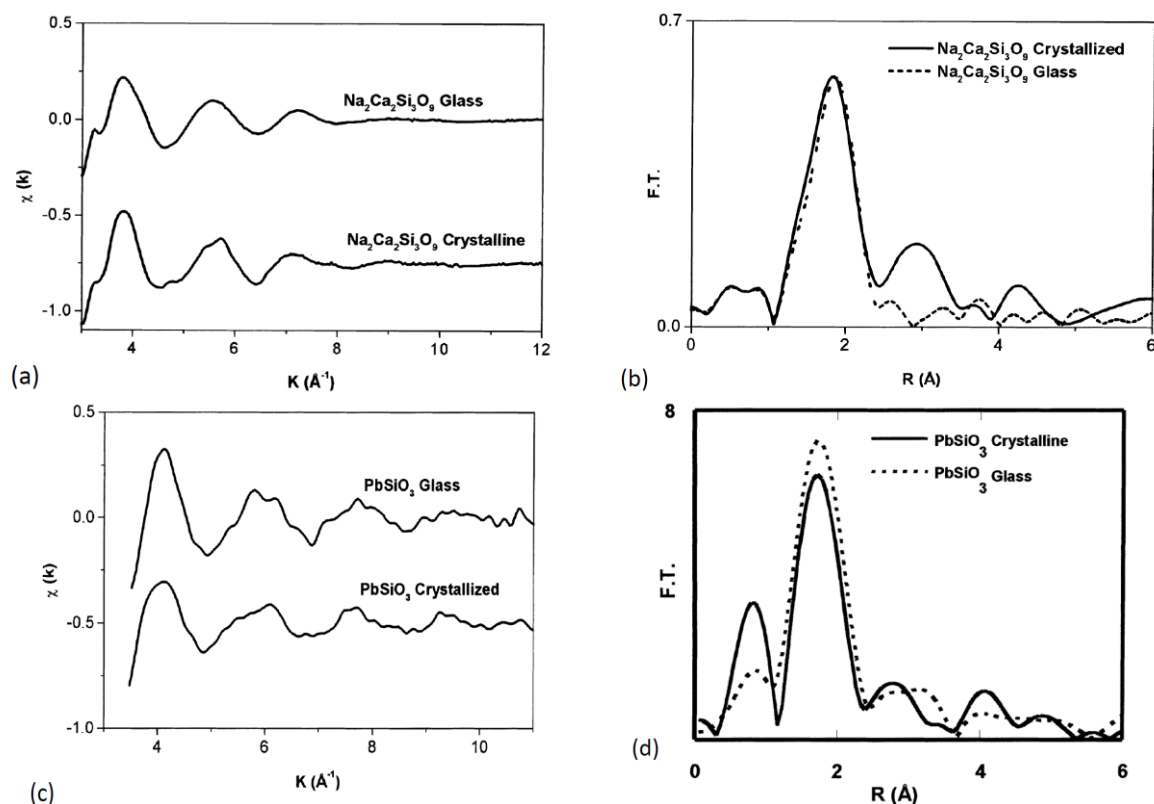 0.5
0.0
-0.5
-1.0
χ (k)
Na₂Ca₂Si₃O₉ Glass
Na₂Ca₂Si₃O₉ Crystalline
4 6 8 10 12
K (Å⁻¹)
(a)
0.7
0.0
F.T.
Na₂Ca₂Si₃O₉ Crystallized
Na₂Ca₂Si₃O₉ Glass
0 2 4 6
R (Å)
(b)
0.5
0.0
-0.5
-1.0
χ (k)
PbSiO₃ Glass
PbSiO₃ Crystallized
4 6 8 10
K (Å⁻¹)
(c)
8
F.T.
PbSiO₃ Crystalline
PbSiO₃ Glass
0 2 4 6
R (Å)
(d)